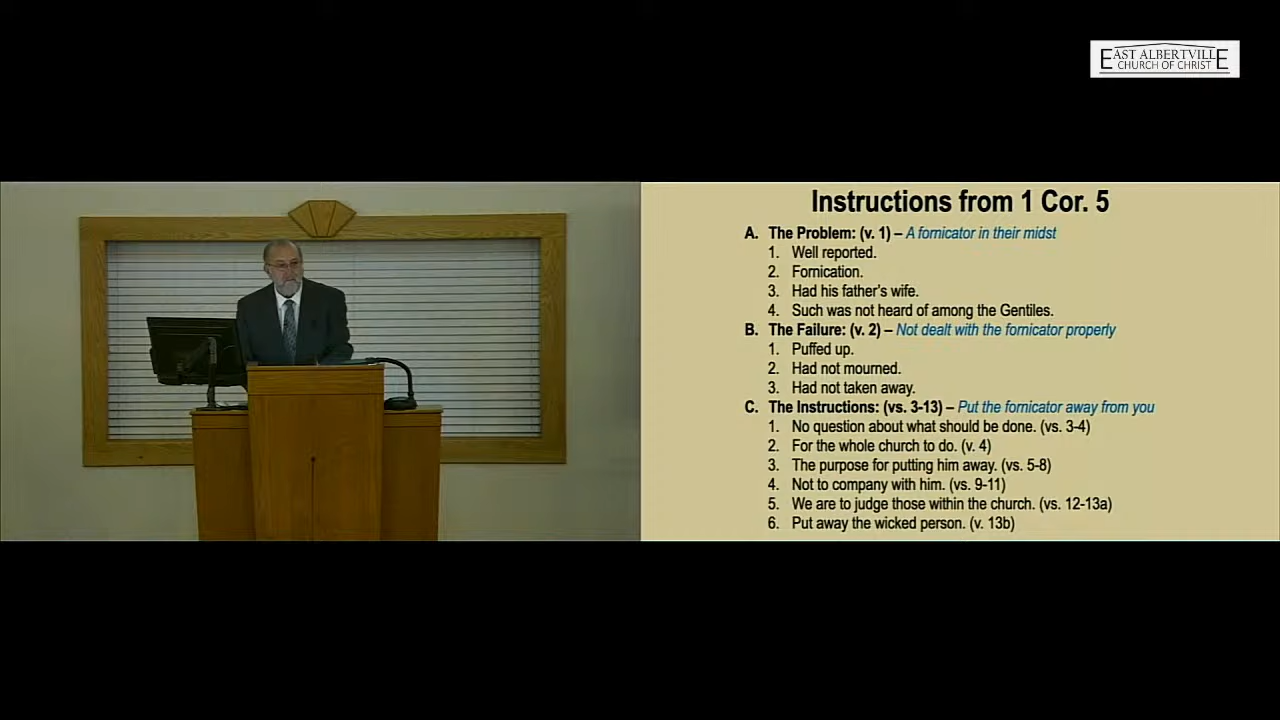 EAST ALBERTVILLE
CHURCH OF CHRIST
Instructions from 1 Cor. 5
A. The Problem: (v. 1) – A fornicator in their midst
1. Well reported.
2. Fornication.
3. Had his father's wife.
4. Such was not heard of among the Gentiles.
B. The Failure: (v. 2) – Not dealt with the fornicator properly
1. Puffed up.
2. Had not mourned.
3. Had not taken away.
C. The Instructions: (vs. 3-13) – Put the fornicator away from you
1. No question about what should be done. (vs. 3-4)
2. For the whole church to do. (v. 4)
3. The purpose for putting him away. (vs. 5-8)
4. Not to company with him. (vs. 9-11)
5. We are to judge those within the church. (vs. 12-13a)
6. Put away the wicked person. (v. 13b)